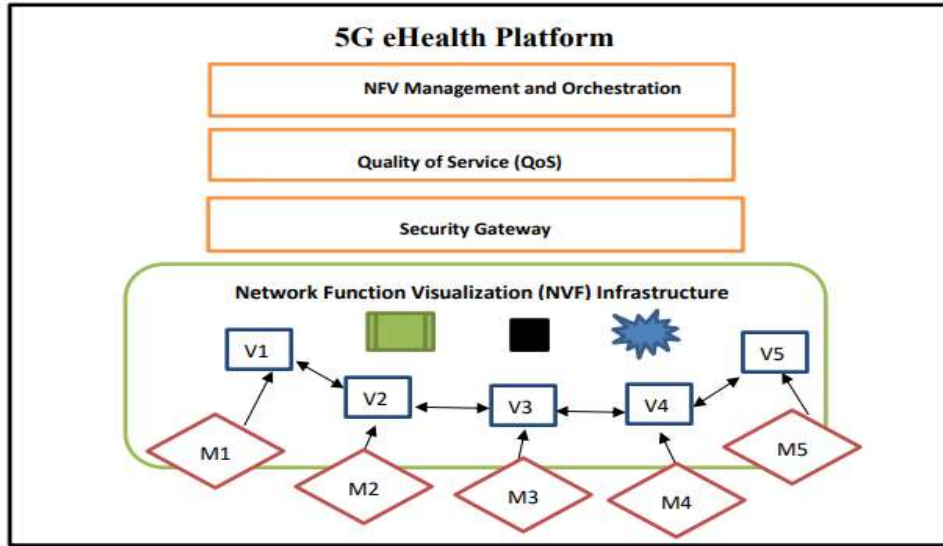 5G eHealth Platform
NFV Management and Orchestration
Quality of Service (QoS)
Security Gateway
Network Function Visualization (NVF) Infrastructure
V1
V2
V3
V4
V5
M1
M2
M3
M4
M5